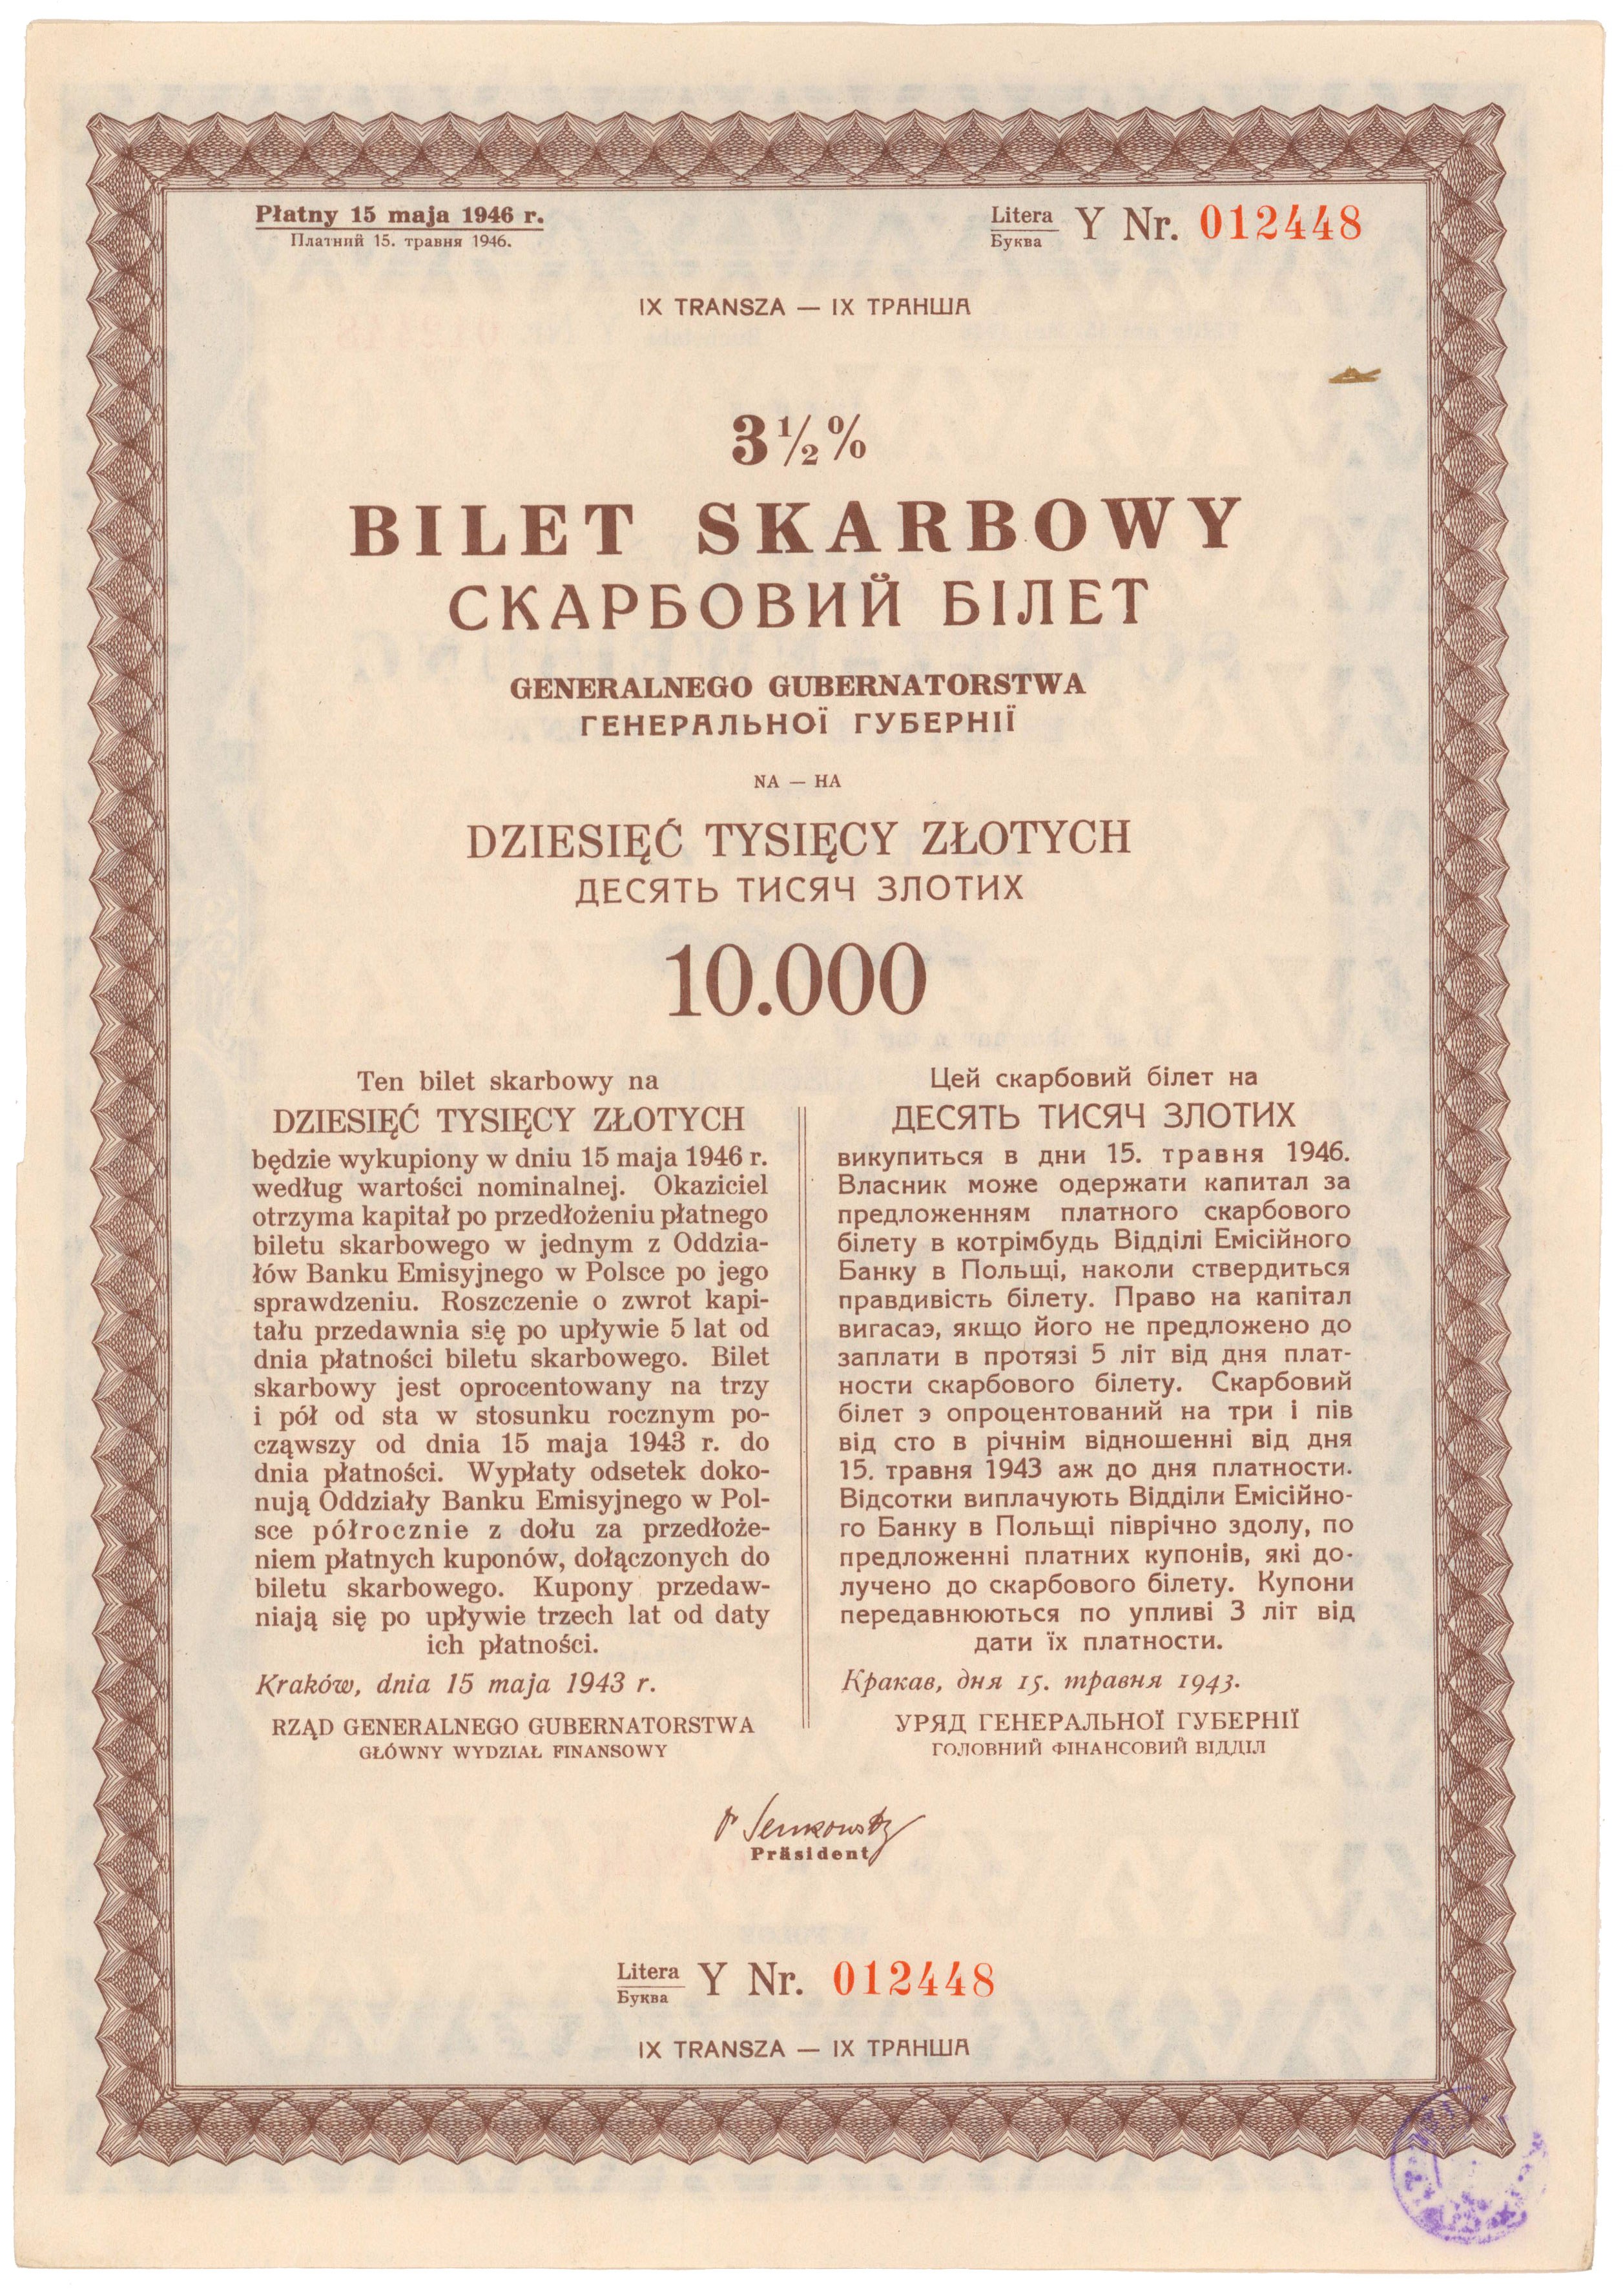 Płatny 15 maja 1946 r.
Платний 15. травня 1946.
Litera
Буква
Y Nr. 012448
IX TRANSZA — IX ТРАНША
3½%
BILET SKARBOWY
СКАРБОВИЙ БІЛЕТ
GENERALNEGO GUBERNATORSTWA
ГЕНЕРАЛЬНОЇ ГУБЕРНІЇ
NA — НА
DZIESIĘĆ TYSIĘCY ZŁOTYCH
ДЕСЯТЬ ТИСЯЧ ЗЛОТИХ
10.000
Ten bilet skarbowy na
DZIESIĘĆ TYSIĘCY ZŁOTYCH
będzie wykupiony w dniu 15 maja 1946 r.
według wartości nominalnej. Okaziciel
otrzyma kapitał po przedłożeniu płatnego
biletu skarbowego w jednym z Oddzia-
łów Banku Emisyjnego w Polsce po jego
sprawdzeniu. Roszczenie o zwrot kapi-
tału przedawnia się po upływie 5 lat od
dnia płatności biletu skarbowego. Bilet
skarbowy jest oprocentowany na trzy
i pół od sta w stosunku rocznym po-
cząwszy od dnia 15 maja 1943 r. do
dnia płatności. Wypłaty odsetek doko-
nują Oddziały Banku Emisyjnego w Pol-
sce półrocznie z dołu za przedłoże-
niem płatnych kuponów, dołączonych do
biletu skarbowego. Kupony przedaw-
niają się po upływie trzech lat od daty
ich płatności.
Kraków, dnia 15 maja 1943 r.
RZĄD GENERALNEGO GUBERNATORSTWA
GŁÓWNY WYDZIAŁ FINANSOWY
Цей скарбовий білет на
ДЕСЯТЬ ТИСЯЧ ЗЛОТИХ
викупиться в дни 15. травня 1946.
Власник може одержати капитал за
предложенням платного скарбового
білету в котрімбудь Відділі Емісійного
Банку в Польщі, наколи ствердиться
правдивість білету. Право на капітал
вигасаэ, якщо його не предложено до
заплати в протязі 5 літ від дня плат-
ности скарбового білету. Скарбовий
білет э опроцентований на три і пів
від сто в річнім відношенні від дня
15. травня 1943 аж до дня платности.
Відсотки виплачують Відділи Емісійно-
го Банку в Польщі піврічно здолу, по
предложенні платних купонів, які до-
лучено до скарбового білету. Купони
передавнюються по упливі 3 літ від
дати їх платности.
Кракав, дня 15. травня 1943.
УРЯД ГЕНЕРАЛЬНОЇ ГУБЕРНІЇ
ГОЛОВНИЙ ФІНАНСОВИЙ ВІДДІЛ
Präsident
Litera
Буква
Y Nr. 012448
IX TRANSZA — IX ТРАНША